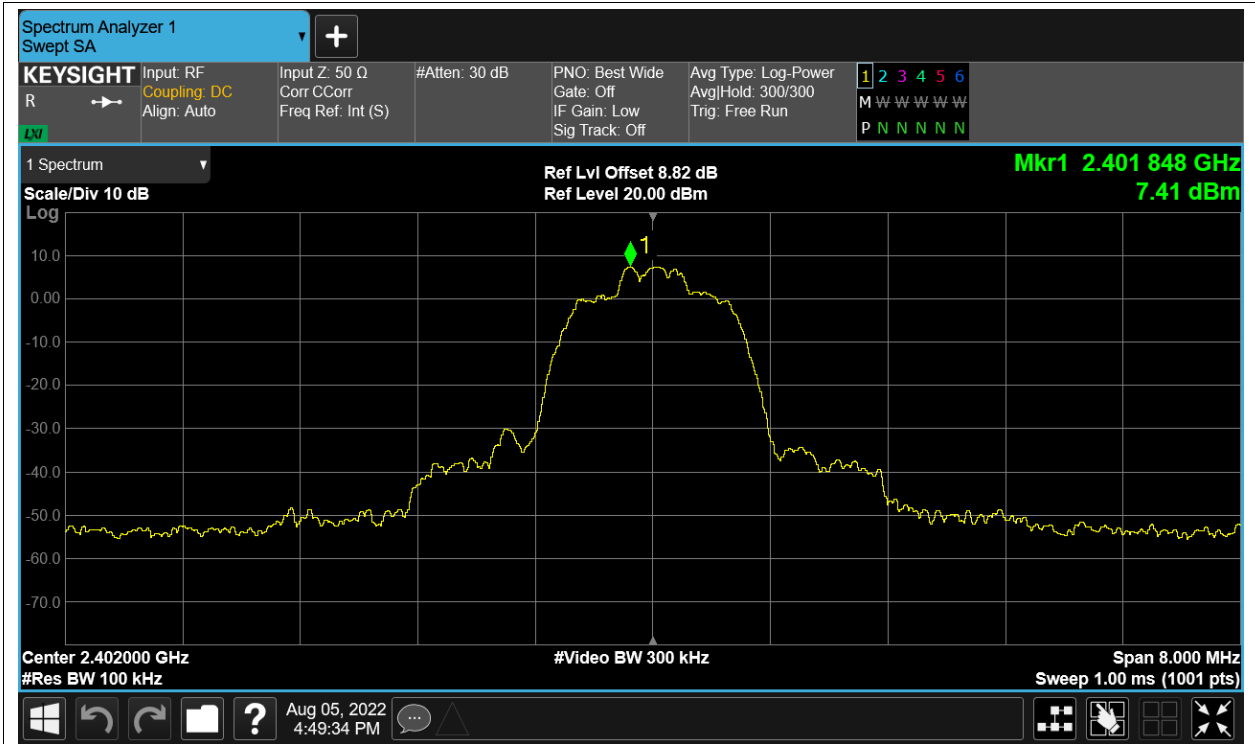 Spectrum Analyzer 1
Swept SA
+
KEYSIGHT
R
LXI
Input: RF
Coupling: DC
Align: Auto
Input Z: 50 Ω
Corr CCorr
Freq Ref: Int (S)
#Atten: 30 dB
PNO: Best Wide
Gate: Off
IF Gain: Low
Sig Track: Off
Avg Type: Log-Power
Avg|Hold: 300/300
Trig: Free Run
1 2 3 4 5 6
M W W W W W
P N N N N N
1 Spectrum
Scale/Div 10 dB
Log
Ref Lvl Offset 8.82 dB
Ref Level 20.00 dBm
Mkr1 2.401 848 GHz
7.41 dBm
1
10.0
0.00
-10.0
-20.0
-30.0
-40.0
-50.0
-60.0
-70.0
Center 2.402000 GHz
#Res BW 100 kHz
#Video BW 300 kHz
Span 8.000 MHz
Sweep 1.00 ms (1001 pts)
?
Aug 05, 2022
4:49:34 PM